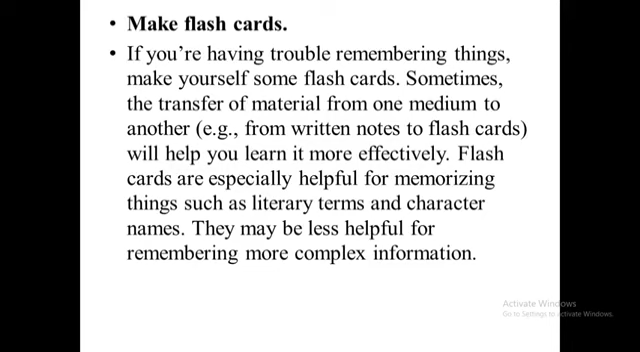 • Make flash cards.
• If you’re having trouble remembering things,
make yourself some flash cards. Sometimes,
the transfer of material from one medium to
another (e.g., from written notes to flash cards)
will help you learn it more effectively. Flash
cards are especially helpful for memorizing
things such as literary terms and character
names. They may be less helpful for
remembering more complex information.
Activate Windows
Go to Settings to activate Windows.